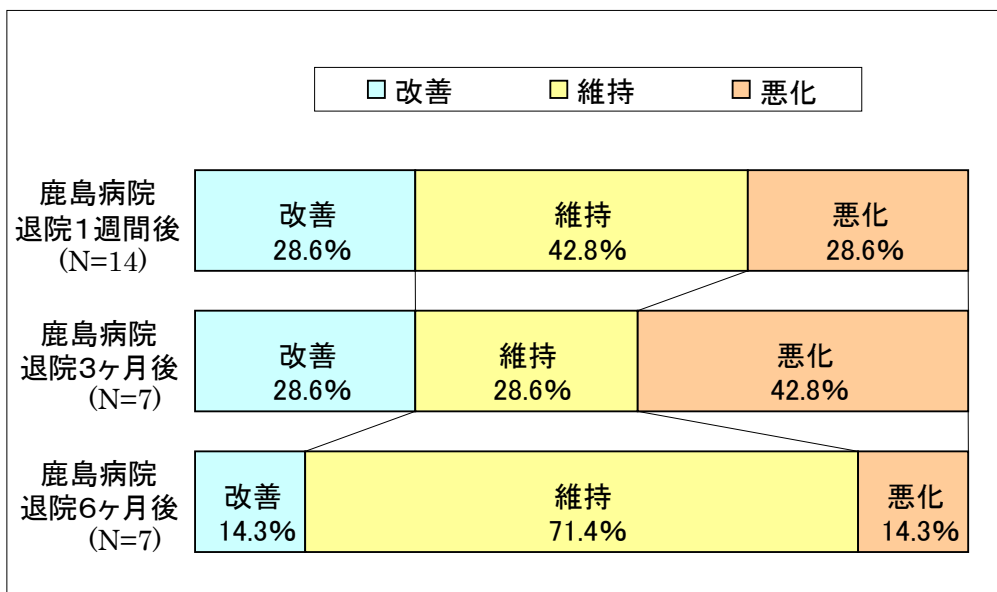 改善 維持 悪化
鹿島病院
退院1週間後
(N=14)
改善
28.6%
維持
42.8%
悪化
28.6%
鹿島病院
退院3ヶ月後
(N=7)
改善
28.6%
維持
28.6%
悪化
42.8%
鹿島病院
退院6ヶ月後
(N=7)
改善
14.3%
維持
71.4%
悪化
14.3%